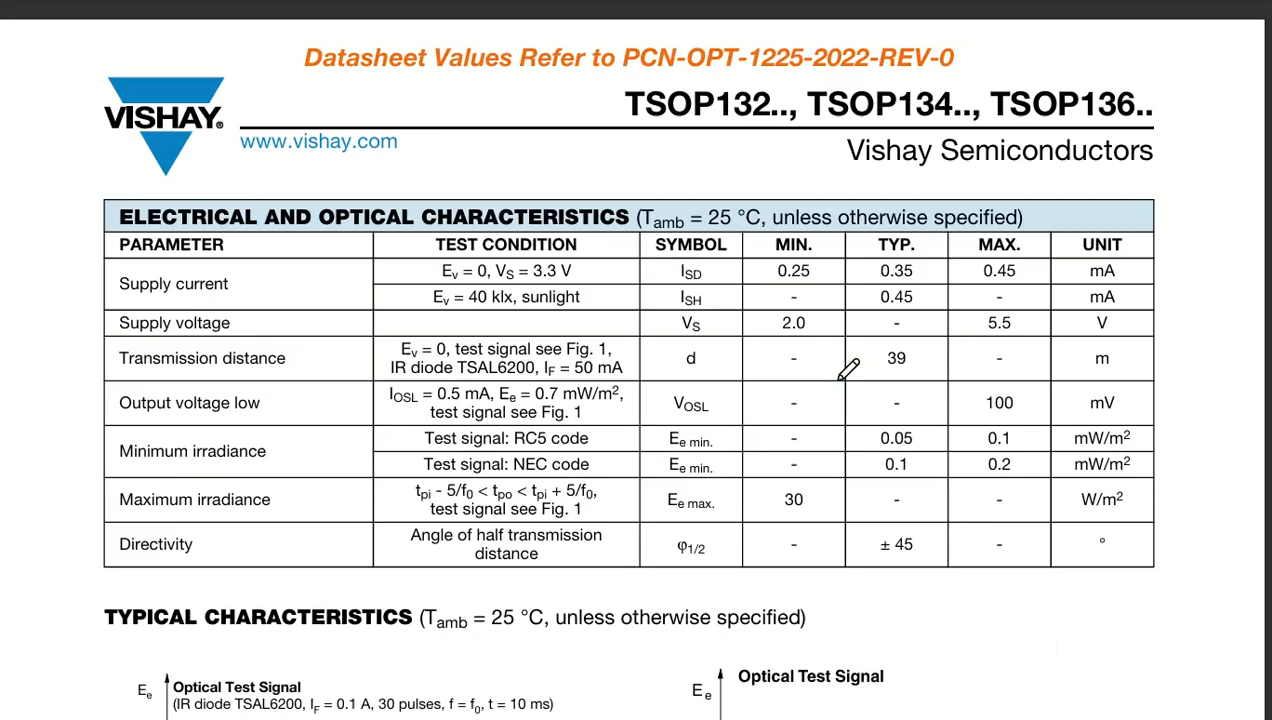 Datasheet Values Refer to PCN-OPT-1225-2022-REV-0
VISHAY®
TSOP132.., TSOP134.., TSOP136..
www.vishay.com
Vishay Semiconductors
ELECTRICAL AND OPTICAL CHARACTERISTICS (Tamb = 25 °C, unless otherwise specified)
PARAMETER TEST CONDITION SYMBOL MIN. TYP. MAX. UNIT
Supply current
Ev = 0, VS = 3.3 V ISD 0.25 0.35 0.45 mA
Ev = 40 klx, sunlight ISH - 0.45 - mA
Supply voltage VS 2.0 - 5.5 V
Transmission distance
Ev = 0, test signal see Fig. 1,
IR diode TSAL6200, IF = 50 mA
d - 39 - m
Output voltage low
IOSL = 0.5 mA, Ee = 0.7 mW/m²,
test signal see Fig. 1
VOSL - - 100 mV
Minimum irradiance
Test signal: RC5 code Ee min. - 0.05 0.1 mW/m²
Test signal: NEC code Ee min. - 0.1 0.2 mW/m²
Maximum irradiance
tpi - 5/f0 < tpo < tpi + 5/f0,
test signal see Fig. 1
Ee max. 30 - - W/m²
Directivity
Angle of half transmission
distance
φ1/2 - ± 45 - °
TYPICAL CHARACTERISTICS (Tamb = 25 °C, unless otherwise specified)
Ee
Optical Test Signal
(IR diode TSAL6200, IF = 0.1 A, 30 pulses, f = f0, t = 10 ms)
Ee
Optical Test Signal